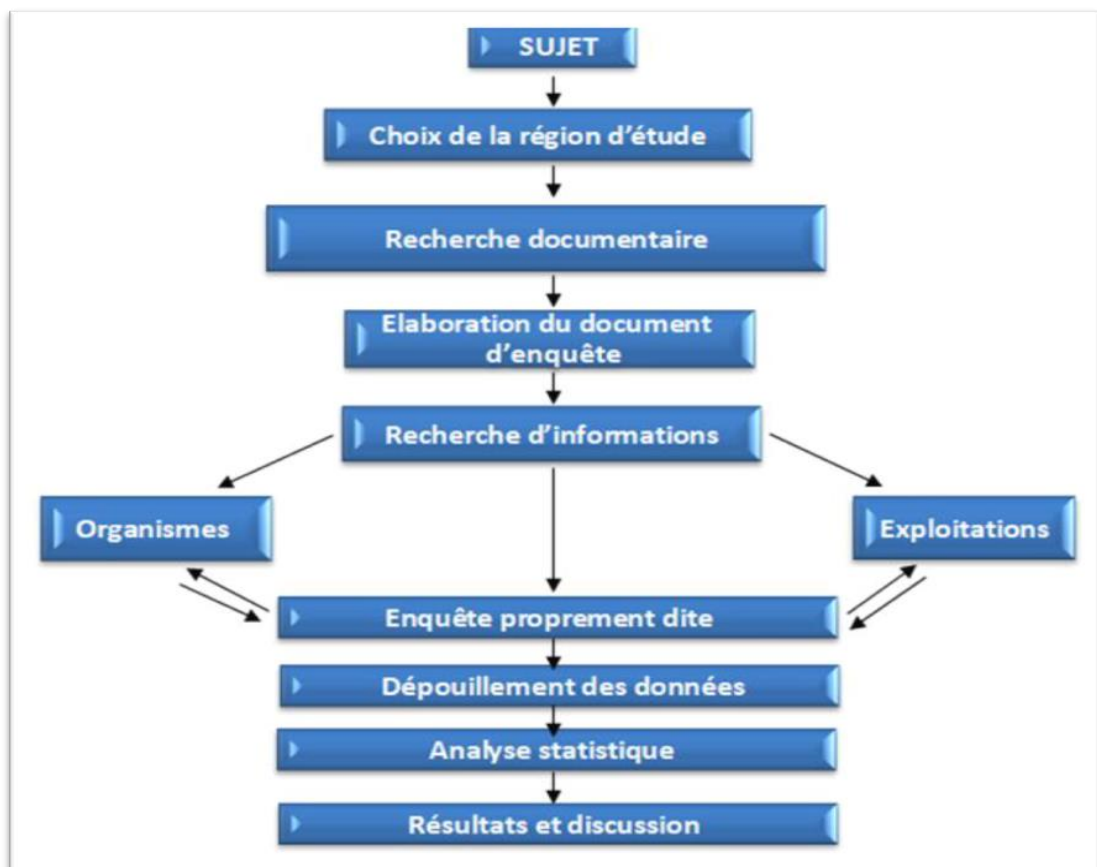 SUJET
Choix de la région d’étude
Recherche documentaire
Elaboration du document
d’enquête
Recherche d’informations
Organismes
Exploitations
Enquête proprement dite
Dépouillement des données
Analyse statistique
Résultats et discussion